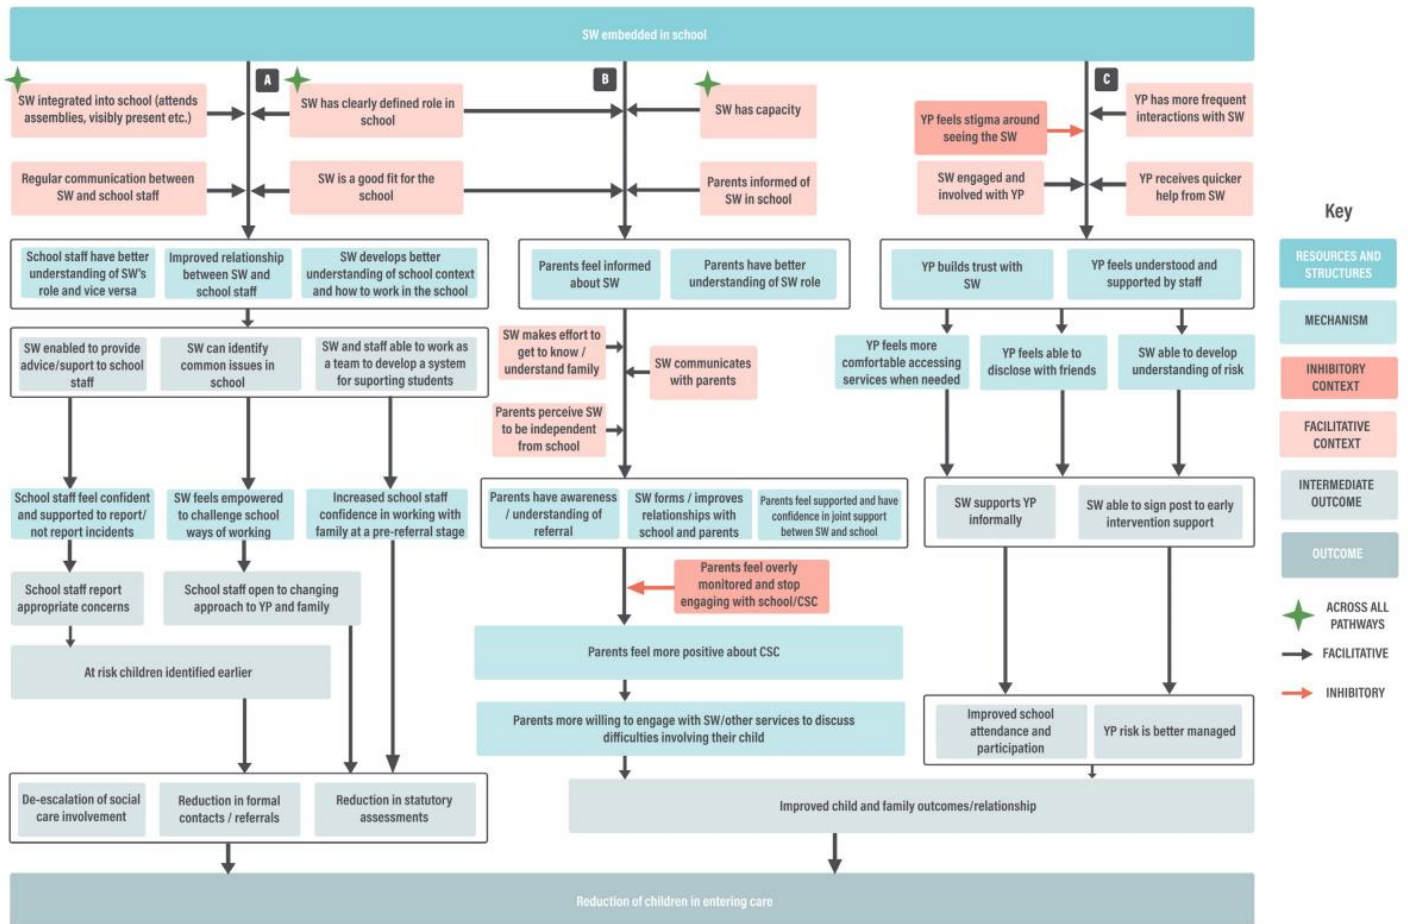 SW embedded in school
A
B
C
SW integrated into school (attends
assemblies, visibly present etc.)
SW has clearly defined role in
school
SW has capacity
YP feels stigma around
seeing the SW
YP has more frequent
interactions with SW
Regular communication between
SW and school staff
SW is a good fit for the
school
Parents informed of
SW in school
SW engaged and
involved with YP
YP receives quicker
help from SW
School staff have better
understanding of SW's
role and vice versa
Improved relationship
between SW and
school staff
SW develops better
understanding of school context
and how to work in the school
Parents feel informed
about SW
Parents have better
understanding of SW role
YP builds trust with
SW
YP feels understood and
supported by staff
SW enabled to provide
advice/suport to school
staff
SW can identify
common issues in
school
SW and staff able to work as
a team to develop a system
for suporting students
SW makes effort to
get to know /
understand family
SW communicates
with parents
Parents perceive SW
to be independent
from school
YP feels more
comfortable accessing
services when needed
YP feels able to
disclose with friends
SW able to develop
understanding of risk
School staff feel confident
and supported to report/
not report incidents
SW feels empowered
to challenge school
ways of working
Increased school staff
confidence in working with
family at a pre-referral stage
Parents have awareness
/ understanding of
referral
SW forms / improves
relationships with
school and parents
Parents feel supported and have
confidence in joint support
betwen SW and school
SW supports YP
informally
SW able to sign post to early
intervention support
School staff report
appropriate concerns
School staff open to changing
approach to YP and family
Parents feel overly
monitored and stop
engaging with school/CSC
At risk children identified earlier
Parents feel more positive about CSC
Parents more willing to engage with SW/other services to discuss
difficulties involving their child
Improved school
attendance and
participation
YP risk is better managed
De-escalation of social
care involvement
Reduction in formal
contacts / referrals
Reduction in statutory
assessments
Improved child and family outcomes/relationship
Reduction of children in entering care
Key
RESOURCES AND
STRUCTURES
MECHANISM
INHIBITORY
CONTEXT
FACILITATIVE
CONTEXT
INTERMEDIATE
OUTCOME
OUTCOME
ACROSS ALL
PATHWAYS
FACILITATIVE
INHIBITORY